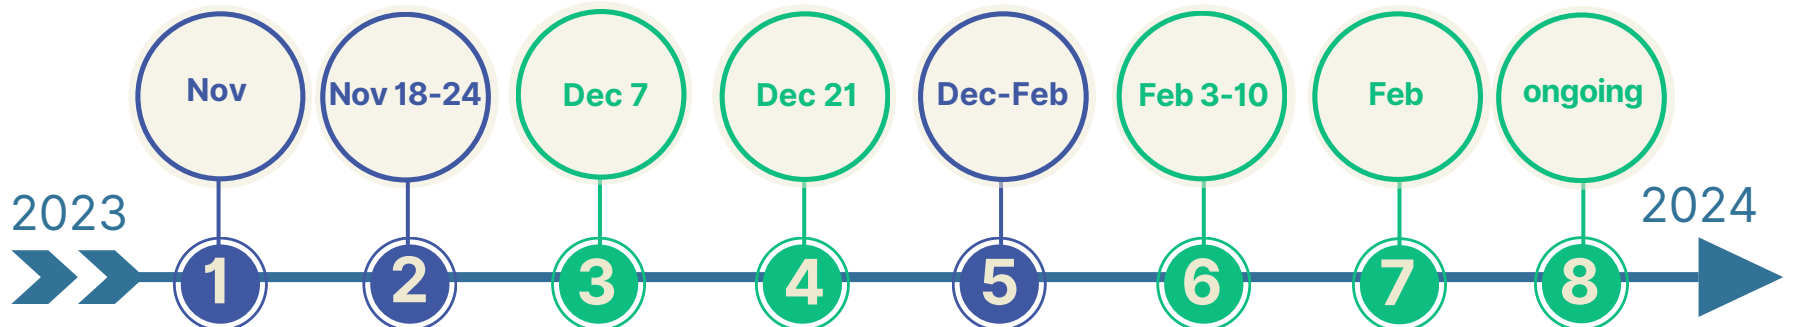 Nov
Nov 18-24
Dec 7
Dec 21
Dec-Feb
Feb 3-10
Feb
ongoing
2023
2024
1
2
3
4
5
6
7
8